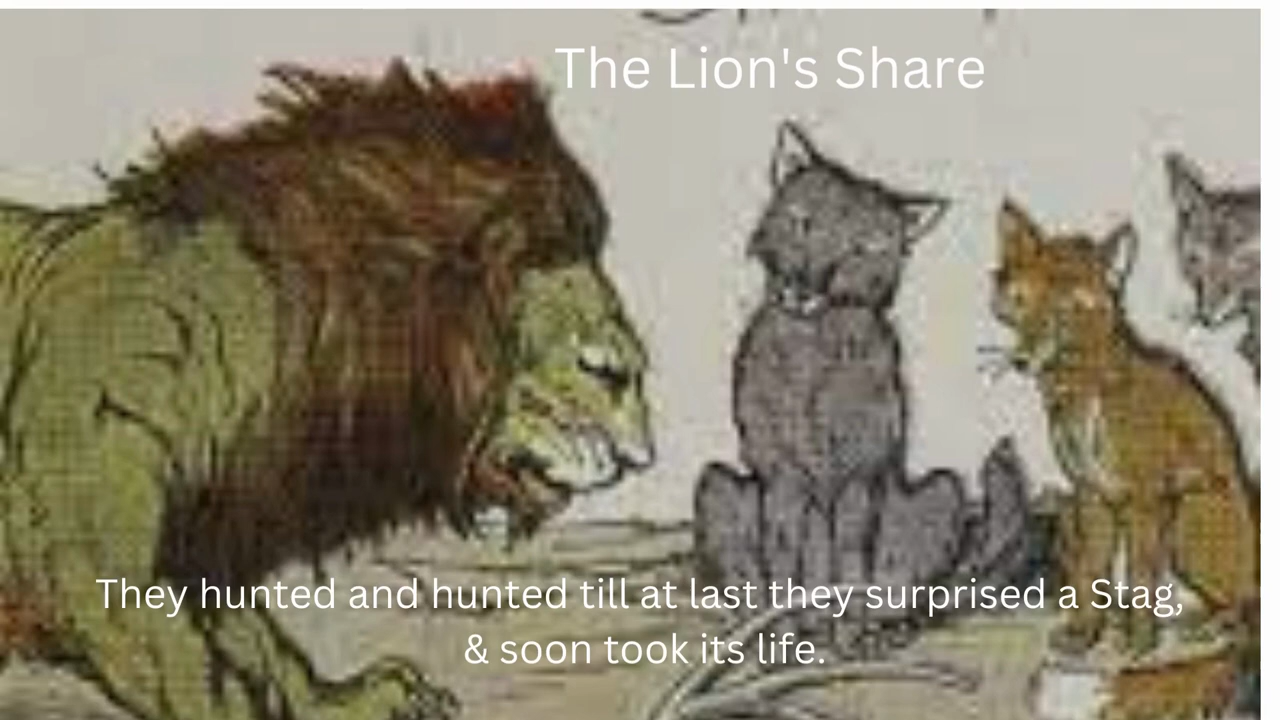 The Lion's Share
They hunted and hunted till at last they surprised a Stag,
& soon took its life.